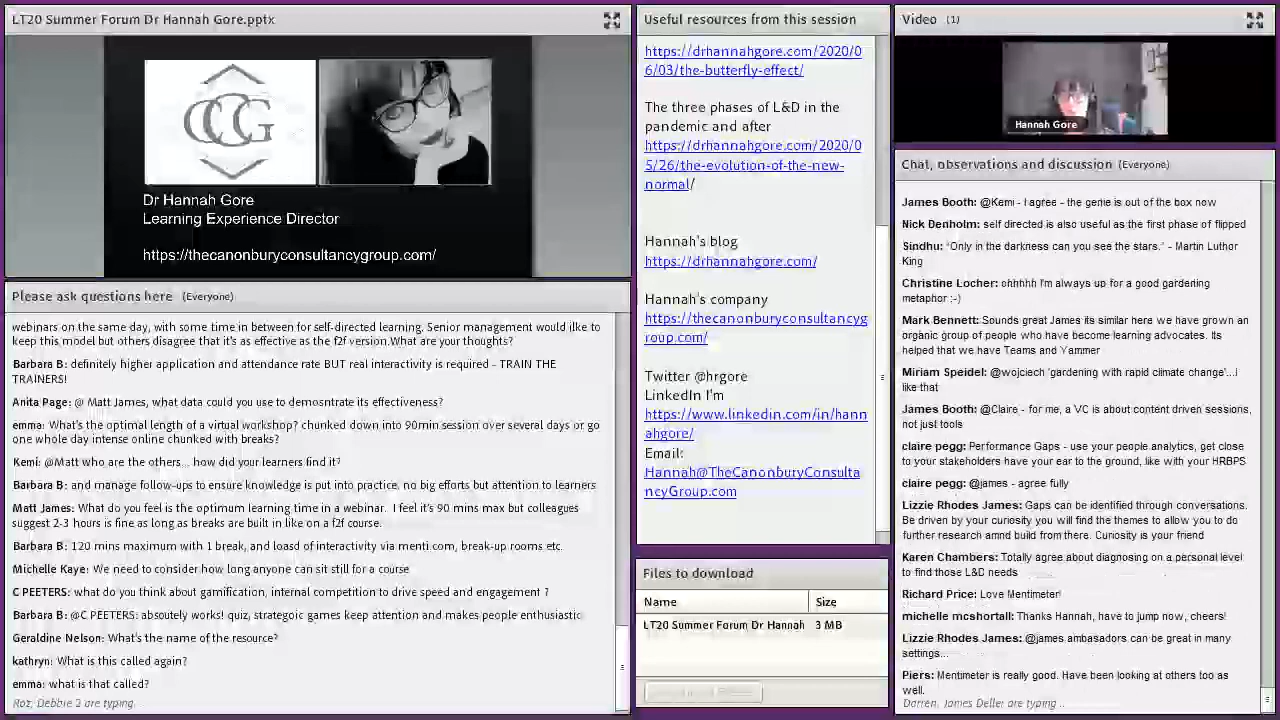 LT20 Summer Forum Dr Hannah Gore.pptx
CCG
Dr Hannah Gore
Learning Experience Director
https://thecanonburyconsultancygroup.com/
Please ask questions here (Everyone)
webinars on the same day, with some time in between for self-directed learning. Senior management would ilke to
keep this model but others disagree that it's as effective as the f2f version.What are your thoughts?
Barbara B: definitely higher application and attendance rate BUT real interactivity is required - TRAIN THE
TRAINERS!
Anita Page: @ Matt James, what data could you use to demosntrate its effectiveness?
emma: What's the optimal length of a virtual workshop? chunked down into 90min session over several days or go
one whole day intense online chunked with breaks?
Kemi: @Matt who are the others... how did your learners find it?
Barbara B: and manage follow-ups to ensure knowledge is put into practice, no big efforts but attention to learners
Matt James: What do you feel is the optimum learning time in a webinar. I feel it's 90 mins max but colleagues
suggest 2-3 hours is fine as long as breaks are built in like on a f2f course.
Barbara B: 120 mins maximum with 1 break, and loasd of interactivity via menti.com, break-up rooms etc.
Michelle Kaye: We need to consider how long anyone can sit still for a course
C PEETERS: what do you think about gamification, internal competition to drive speed and engagement ?
Barbara B: @C PEETERS: absoutely works! quiz, strategic games keep attention and makes people enthusiastic
Geraldine Nelson: What's the name of the resource?
kathryn: What is this called again?
emma: what is that called?
Roz, Debbie 2 are typing
Useful resources from this session
https://drhannahgore.com/2020/0
6/03/the-butterfly-effect/
The three phases of L&D in the
pandemic and after
https://drhannahgore.com/2020/0
5/26/the-evolution-of-the-new-
normal/
Hannah's blog
https://drhannahgore.com/
Hannah's company
https://thecanonburyconsultancyg
roup.com/
Twitter @hrgore
LinkedIn I'm
https://www.linkedin.com/in/hann
ahgore/
Email:
Hannah@TheCanonburyConsulta
ncyGroup.com
Files to download
Name Size
LT20 Summer Forum Dr Hannah 3 MB
Video (1)
Hannah Gore
Chat, observations and discussion (Everyone)
James Booth: @Kemi - I agree - the genie is out of the box now
Nick Denholm: self directed is also useful as the first phase of flipped
Sindhu: "Only in the darkness can you see the stars." - Martin Luthor
King
Christine Locher: ohhhhh I'm always up for a good gardening
metaphor :-)
Mark Bennett: Sounds great James its similar here we have grown an
organic group of people who have become learning advocates. Its
helped that we have Teams and Yammer
Miriam Speidel: @wojciech 'gardening with rapid climate change'...i
like that
James Booth: @Claire - for me, a VC is about content driven sessions,
not just tools
claire pegg: Performance Gaps - use your people analytics, get close
to your stakeholders have your ear to the ground, like with your HRBPS
claire pegg: @james - agree fully
Lizzie Rhodes James: Gaps can be identified through conversations.
Be driven by your curiosity you will find the themes to allow you to do
further research amnd build from there. Curiosity is your friend
Karen Chambers: Totally agree about diagnosing on a personal level
to find those L&D needs
Richard Price: Love Mentimeter!
michelle mcshortall: Thanks Hannah, have to jump now, cheers!
Lizzie Rhodes James: @james ambasadors can be great in many
settings...
Piers: Mentimeter is really good. Have been looking at others too as
well.
Darren, James Deller are typing...